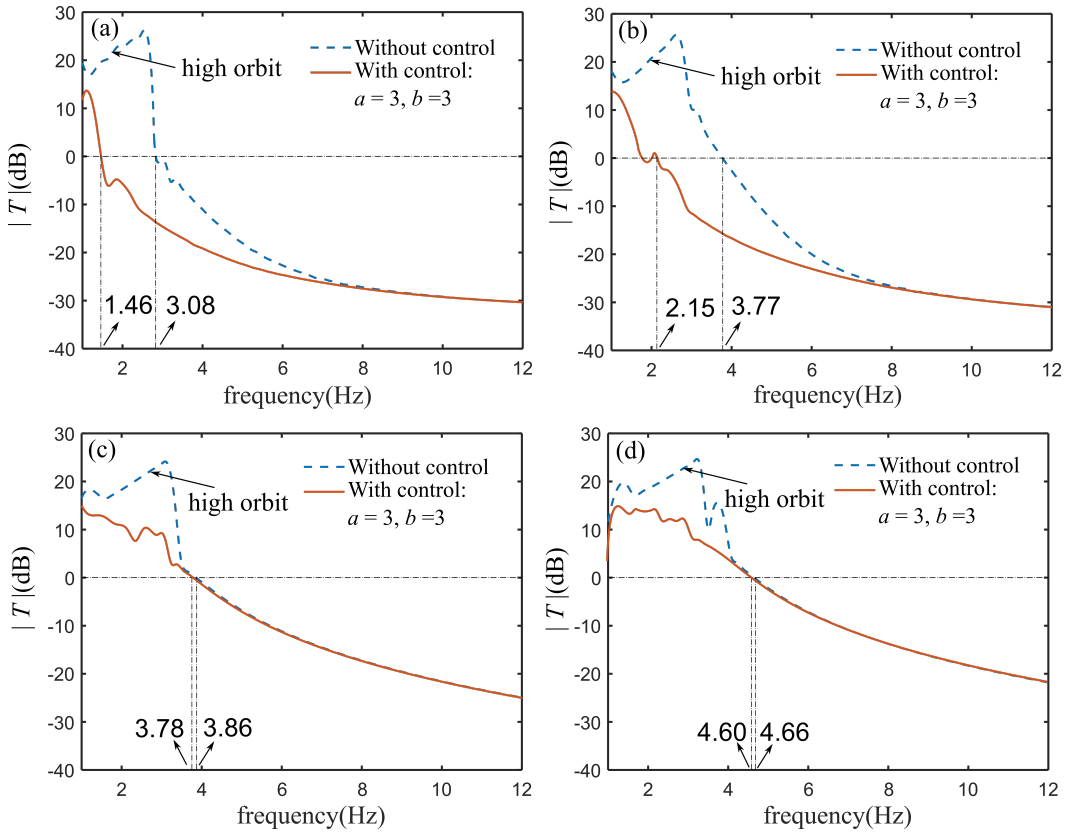 (a)
Without control
With control:
a = 3, b =3
high orbit
1.46
3.08
30
20
10
0
-10
-20
-30
-40
2
4
6
8
10
12
| T |(dB)
frequency(Hz)
(b)
Without control
With control:
a = 3, b =3
high orbit
2.15
3.77
30
20
10
0
-10
-20
-30
-40
2
4
6
8
10
12
| T |(dB)
frequency(Hz)
(c)
Without control
With control:
a = 3, b =3
high orbit
3.78
3.86
30
20
10
0
-10
-20
-30
-40
2
4
6
8
10
12
| T |(dB)
frequency(Hz)
(d)
Without control
With control:
a = 3, b =3
high orbit
4.60
4.66
30
20
10
0
-10
-20
-30
-40
2
4
6
8
10
12
| T |(dB)
frequency(Hz)